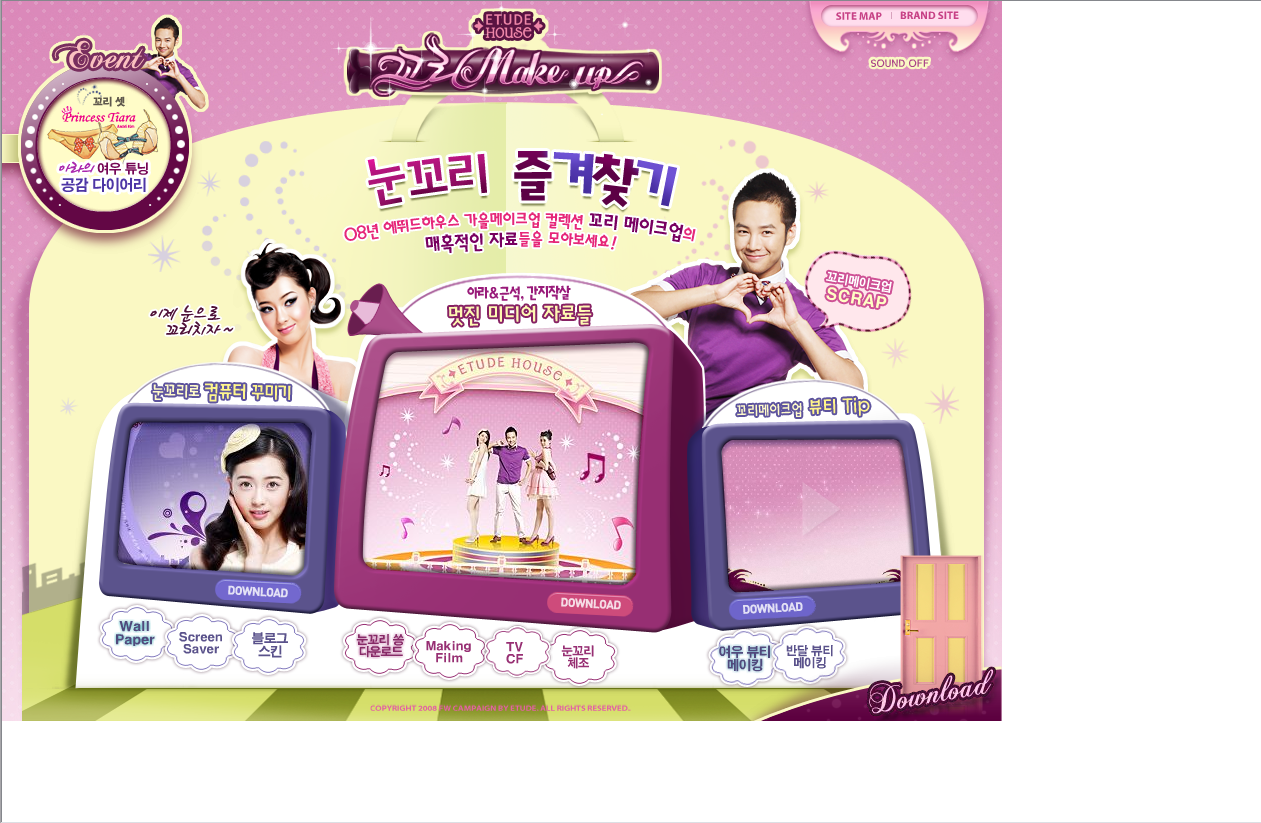 SITE MAP | BRAND SITE
SOUND OFF
ETUDE
HOUSE
꼬리 Make up
Event
꼬리 셋
Princess Tiara
아라의 여우 튜닝
공감 다이어리
눈꼬리 즐겨찾기
08년 에뛰드하우스 가을메이크업 컬렉션 꼬리 메이크업의
매혹적인 자료들을 모아보세요!
이제 눈으로
꼬리치자~
꼬리메이크업
SCRAP
아라&근석, 간지작살
멋진 미디어 자료들
ETUDE HOUSE
눈꼬리로 컴퓨터 꾸미기
꼬리메이크업 뷰티 Tip
DOWNLOAD
DOWNLOAD
DOWNLOAD
Wall
Paper
Screen
Saver
블로그
스킨
눈꼬리 쏭
다운로드
Making
Film
TV
CF
눈꼬리
체조
여우 뷰티
메이킹
반달 뷰티
메이킹
Download
COPYRIGHT 2008 F/W CAMPAIGN BY ETUDE. ALL RIGHTS RESERVED.